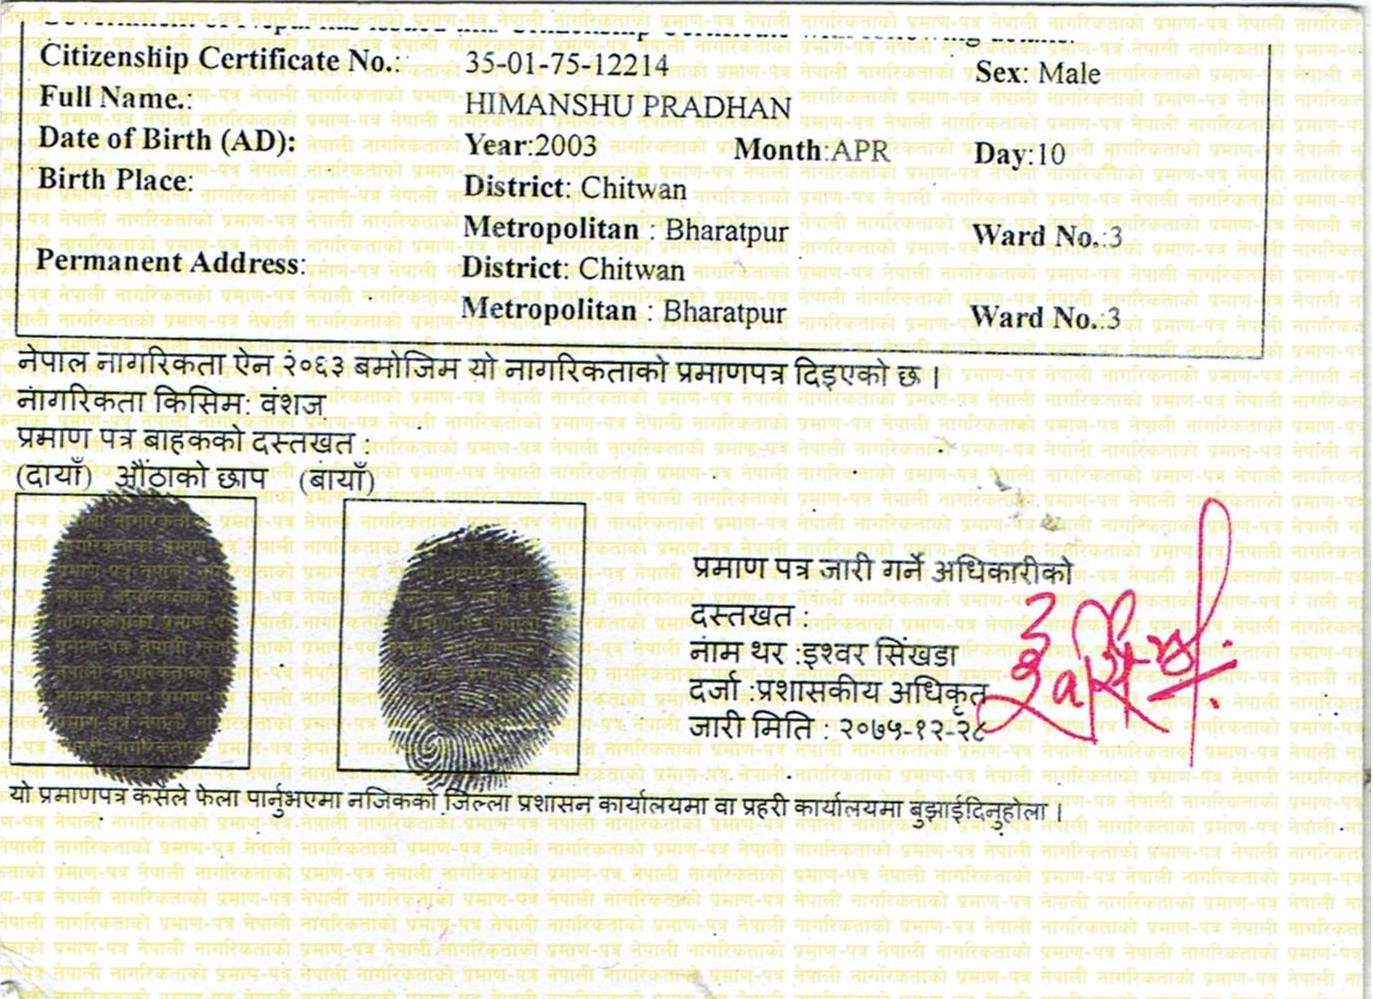 Citizenship Certificate No.: 35-01-75-12214 Sex: Male
Full Name.: HIMANSHU PRADHAN
Date of Birth (AD): Year:2003 Month:APR Day:10
Birth Place: District: Chitwan
Metropolitan : Bharatpur Ward No.:3
Permanent Address: District: Chitwan
Metropolitan : Bharatpur Ward No.:3
नेपाल नागरिकता ऐन २०६३ बमोजिम यो नागरिकताको प्रमाणपत्र दिइएको छ ।
नागरिकता किसिम: वंशज
प्रमाण पत्र बाहकको दस्तखत :
(दायाँ) औंठाको छाप (बायाँ)
प्रमाण पत्र जारी गर्ने अधिकारीको
दस्तखत :
नाम थर :इश्वर सिंखडा
दर्जा :प्रशासकीय अधिकृत
जारी मिति : २०७५-१२-२८
यो प्रमाणपत्र कसैले फेला पार्नुभएमा नजिकको जिल्ला प्रशासन कार्यालयमा वा प्रहरी कार्यालयमा बुझाईदिनुहोला ।